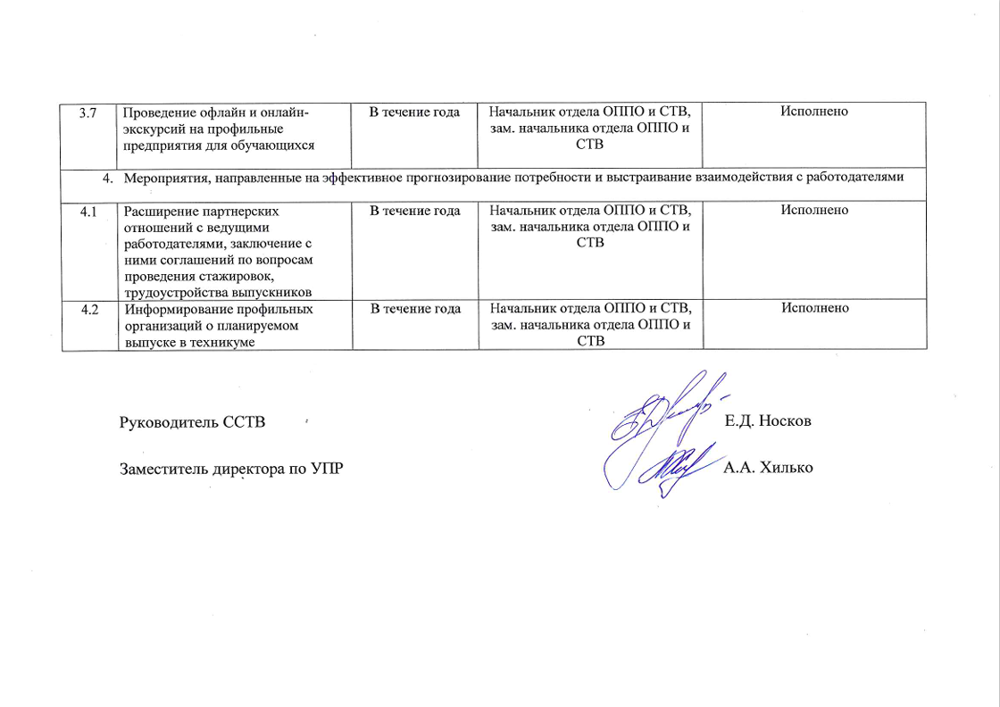 3.7
Проведение офлайн и онлайн-
экскурсий на профильные
предприятия для обучающихся
В течение года
Начальник отдела ОППО и СТВ,
зам. начальника отдела ОППО и
СТВ
Исполнено
4. Мероприятия, направленные на эффективное прогнозирование потребности и выстраивание взаимодействия с работодателями
4.1
Расширение партнерских
отношений с ведущими
работодателями, заключение с
ними соглашений по вопросам
проведения стажировок,
трудоустройства выпускников
В течение года
Начальник отдела ОППО и СТВ,
зам. начальника отдела ОППО и
СТВ
Исполнено
4.2
Информирование профильных
организаций о планируемом
выпуске в техникуме
В течение года
Начальник отдела ОППО и СТВ,
зам. начальника отдела ОППО и
СТВ
Исполнено
Руководитель ССТВ
Е.Д. Носков
Заместитель директора по УПР
А.А. Хилько